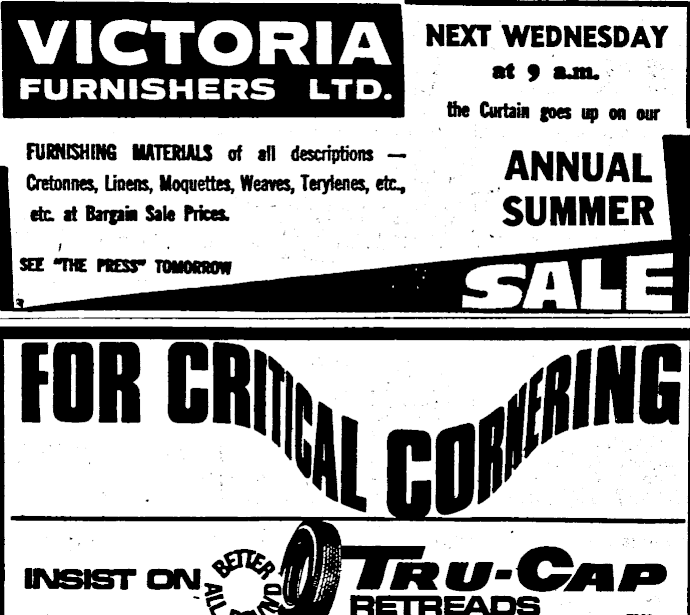 VICTORIA
FURNISHERS LTD.
NEXT WEDNESDAY
at 9 a.m.
the Curtain goes up on our
ANNUAL
SUMMER
SALE
FURNISHING MATERIALS of all descriptions —
Cretonnes, Linens, Moquettes, Weaves, Terylenes, etc.,
etc. at Bargain Sale Prices.
SEE "THE PRESS" TOMORROW
3
FOR CRITICAL CORNERING
INSIST ON
BETTER
ALL
TRU-CAP
RETREADS